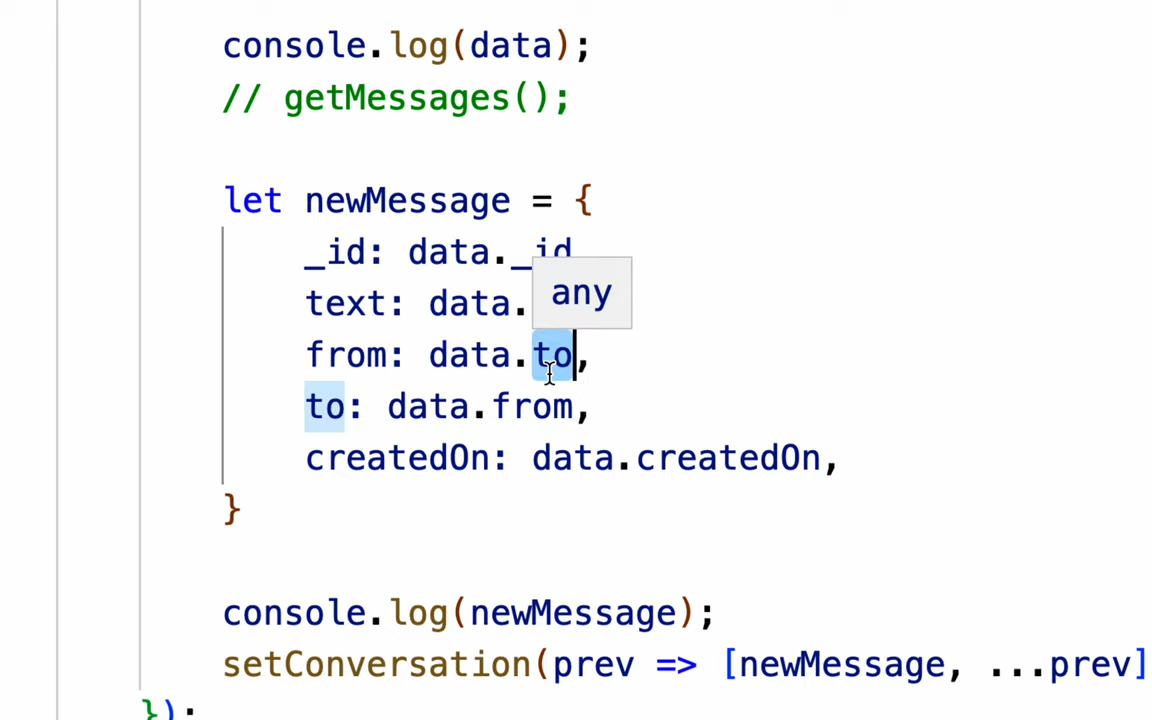 console.log(data);
// getMessages();
let newMessage = {
_id: data._id
any
text: data.
from: data.to,
to: data.from,
createdOn: data.createdOn,
}
console.log(newMessage);
setConversation(prev => [newMessage, ...prev]
});